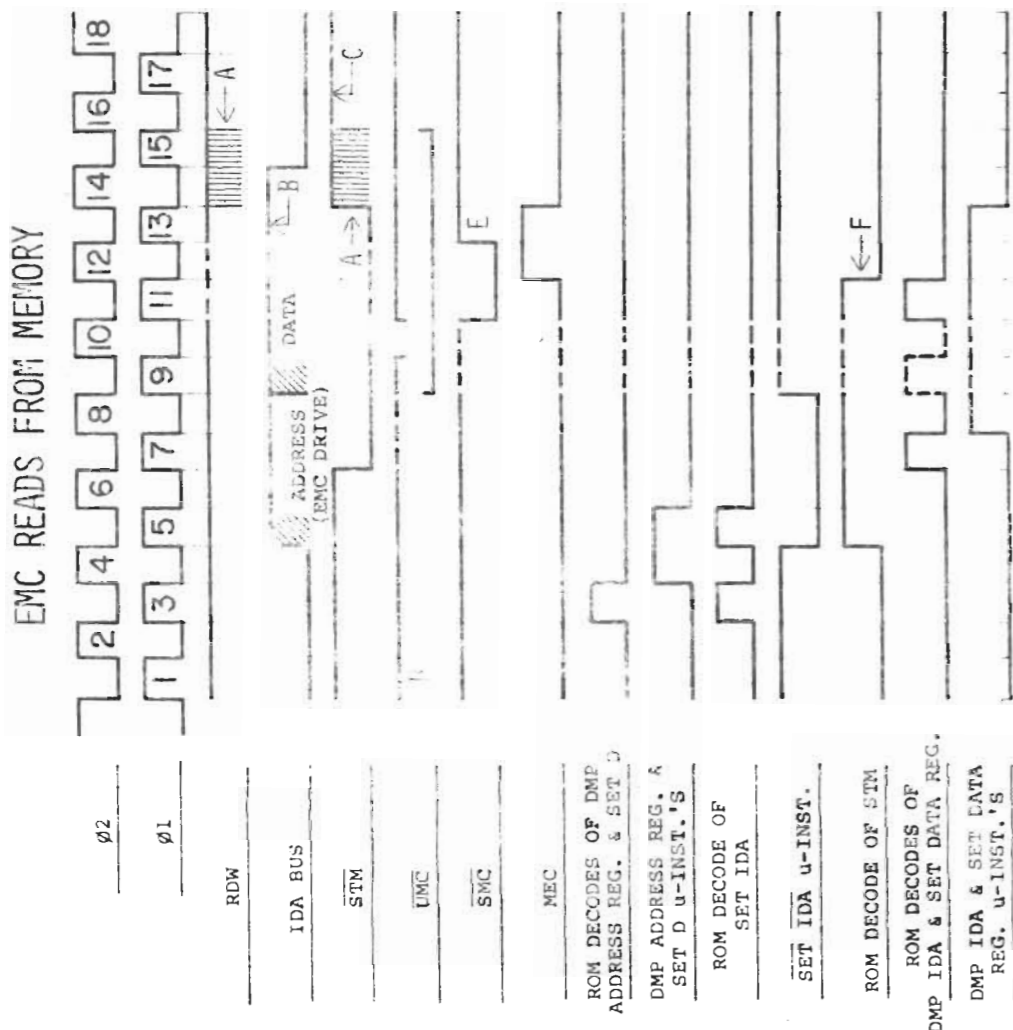 EMC READS FROM MEMORY
2 4 6 8 10 12 14 16 18
1 3 5 7 9 11 13 15 17
Ø2
Ø1
RDW
A
IDA BUS
ADDRESS
(EMC DRIVE)
DATA
B
STM
A
C
UMC
SMC
E
MEC
ROM DECODES OF DMP
ADDRESS REG. & SET D
DMP ADDRESS REG. &
SET D u-INST.'S
ROM DECODE OF
SET IDA
SET IDA u-INST.
ROM DECODE OF STM
F
ROM DECODES OF
DMP IDA & SET DATA REG.
DMP IDA & SET DATA
REG. u-INST.'S